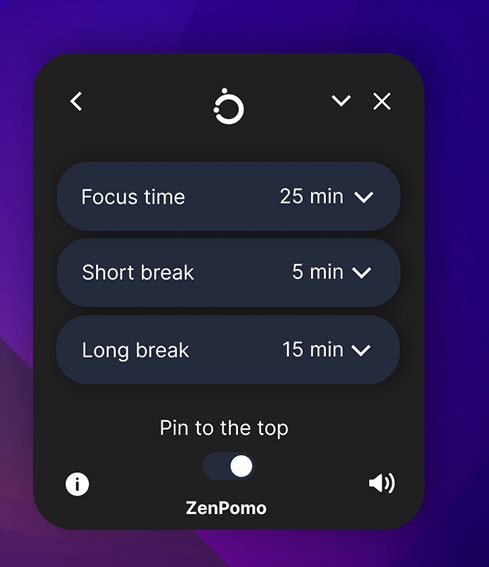 Focus time 25 min
Short break 5 min
Long break 15 min
Pin to the top
ZenPomo